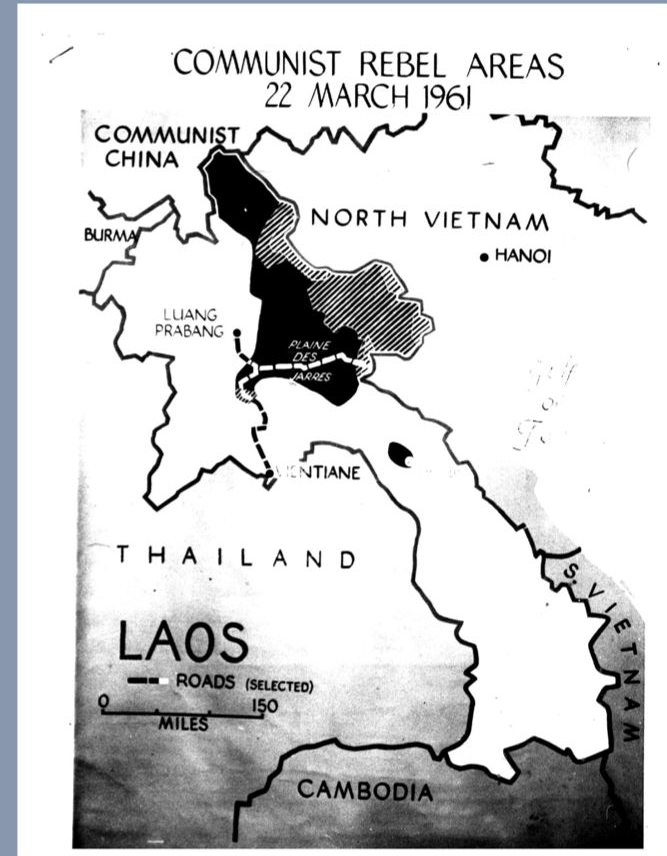 COMMUNIST REBEL AREAS
22 MARCH 1961
COMMUNIST
CHINA
NORTH VIETNAM
BURMA
HANOI
LUANG
PRABANG
PLAINE
DES
JARRES
VIENTIANE
THAILAND
S. VIETNAM
LAOS
ROADS (SELECTED)
0 150
MILES
CAMBODIA